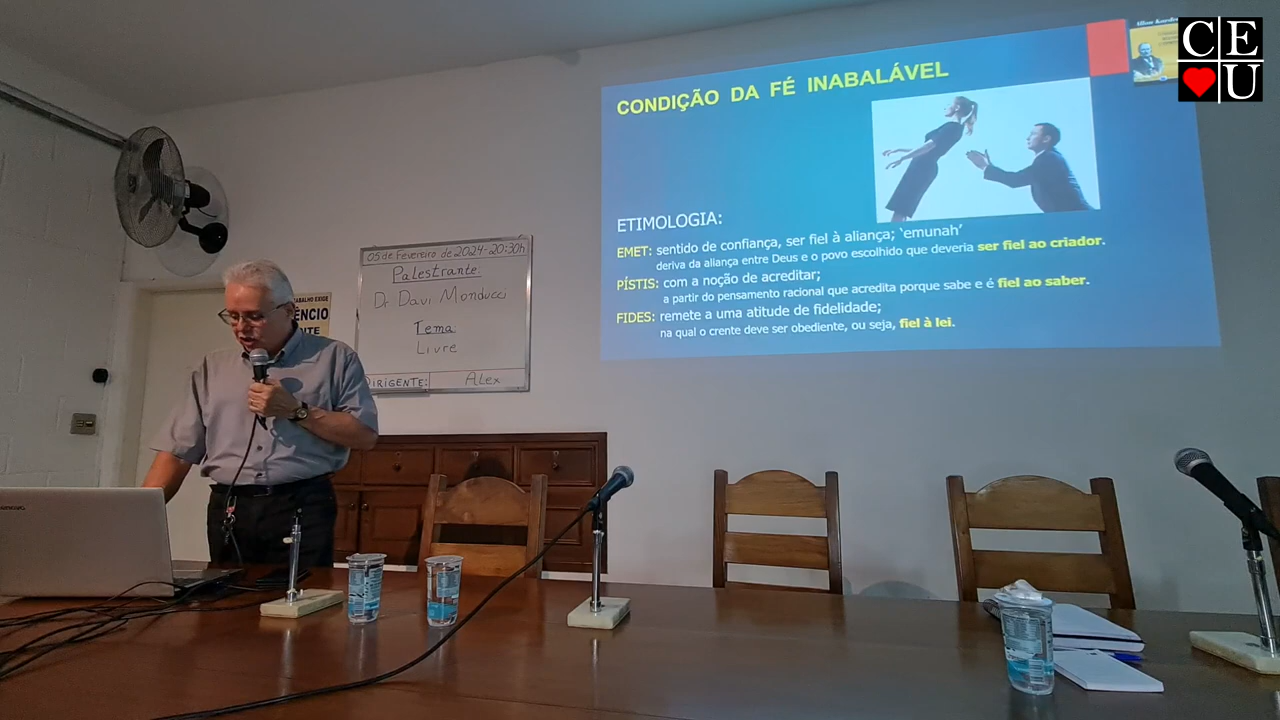 CONDIÇÃO DA FÉ INABALÁVEL
ETIMOLOGIA:
EMET: sentido de confiança, ser fiel à aliança; ‘emunah’
deriva da aliança entre Deus e o povo escolhido que deveria ser fiel ao criador.
PÍSTIS: com a noção de acreditar;
a partir do pensamento racional que acredita porque sabe e é fiel ao saber.
FIDES: remete a uma atitude de fidelidade;
na qual o crente deve ser obediente, ou seja, fiel à lei.
CE
U
05 de Fevereiro de 2024-20:30h
Palestrante
Dr Davi Monducci
Tema
Livre
DIRIGENTE: Alex
TRABALHO EXIGE